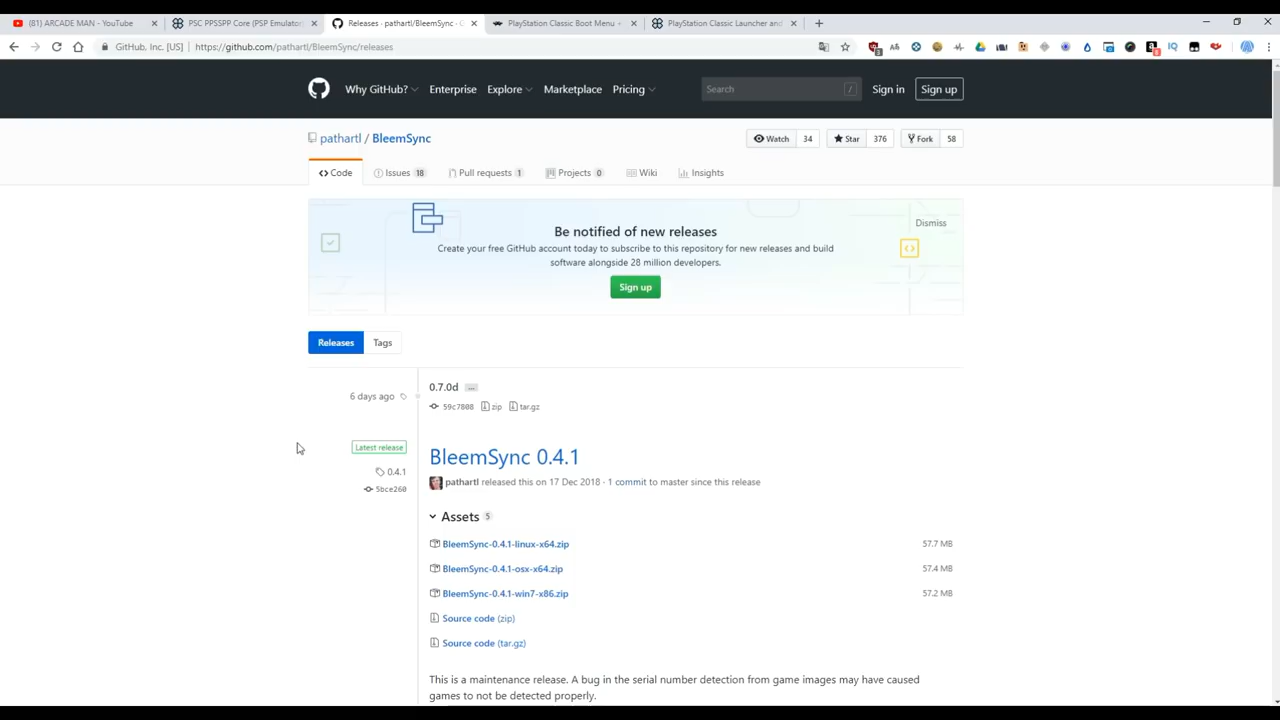 (81) ARCADE MAN - YouTube
PSC PPSSPP Core (PSP Emulator
Releases · pathartl/BleemSync · G
PlayStation Classic Boot Menu
PlayStation Classic Launcher and
GitHub, Inc. [US]
https://github.com/pathartl/BleemSync/releases
Why GitHub?
Enterprise
Explore
Marketplace
Pricing
Search
/
Sign in
Sign up
pathartl / BleemSync
Watch 34
Star 376
Fork 58
Code
Issues 18
Pull requests 1
Projects 0
Wiki
Insights
Be notified of new releases
Dismiss
Create your free GitHub account today to subscribe to this repository for new releases and build
software alongside 28 million developers.
Sign up
Releases
Tags
6 days ago
0.7.0d ...
59c7808 zip tar.gz
Latest release
0.4.1
5bce260
BleemSync 0.4.1
pathartl released this on 17 Dec 2018 · 1 commit to master since this release
Assets 5
BleemSync-0.4.1-linux-x64.zip 57.7 MB
BleemSync-0.4.1-osx-x64.zip 57.4 MB
BleemSync-0.4.1-win7-x86.zip 57.2 MB
Source code (zip)
Source code (tar.gz)
This is a maintenance release. A bug in the serial number detection from game images may have caused
games to not be detected properly.